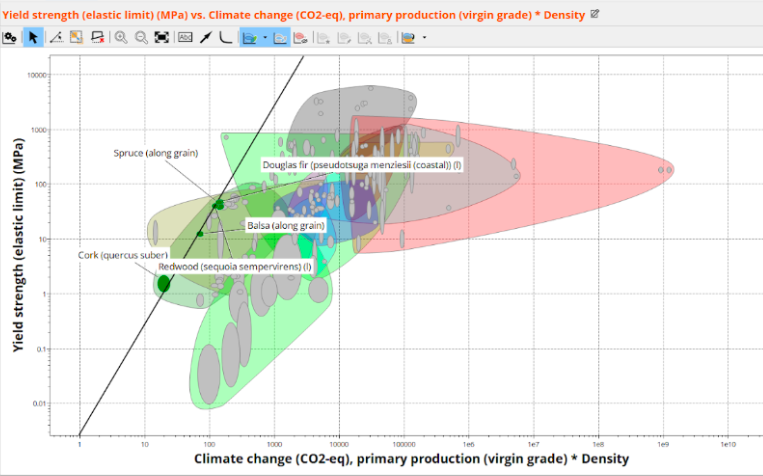 Yield strength (elastic limit) (MPa) vs. Climate change (CO2-eq), primary production (virgin grade) * Density
Abc
10000
1000
100
10
1
0.1
0.01
Yield strength (elastic limit) (MPa)
Spruce (along grain)
Douglas fir (pseudotsuga menziesii (coastal)) (l)
Balsa (along grain)
Cork (quercus suber)
Redwood (sequoia sempervirens) (l)
1 10 100 1000 10000 100000 1e6 1e7 1e8 1e9 1e10
Climate change (CO2-eq), primary production (virgin grade) * Density